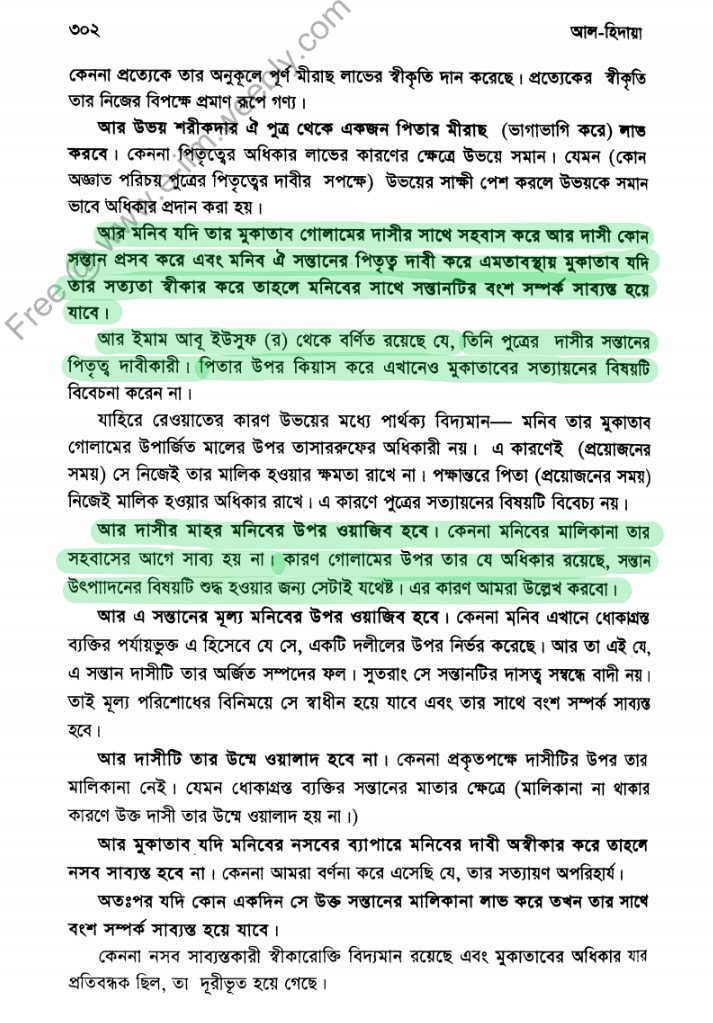 ৩০২ আল-হিদায়া
কেননা প্রত্যেকে তার অনুকূলে পূর্ণ মীরাছ লাভের স্বীকৃতি দান করেছে। প্রত্যেকের স্বীকৃতি
তার নিজের বিপক্ষে প্রমাণ রূপে গণ্য।
আর উভয় শরীকদার ঐ পুত্র থেকে একজন পিতার মীরাছ (ভাগাভাগি করে) লাভ
করবে। কেননা পিতৃত্বের অধিকার লাভের কারণের ক্ষেত্রে উভয়ে সমান। যেমন (কোন
অজ্ঞাত পরিচয় পুত্রের পিতৃত্বের দাবীর সপক্ষে) উভয়ের সাক্ষী পেশ করলে উভয়কে সমান
ভাবে অধিকার প্রদান করা হয়।
আর মনিব যদি তার মুকাতাব গোলামের দাসীর সাথে সহবাস করে আর দাসী কোন
সন্তান প্রসব করে এবং মনিব ঐ সন্তানের পিতৃত্ব দাবী করে এমতাবস্থায় মুকাতাব যদি
তার সত্যতা স্বীকার করে তাহলে মনিবের সাথে সন্তানটির বংশ সম্পর্ক সাব্যস্ত হয়ে
যাবে।
আর ইমাম আবূ ইউসুফ (র) থেকে বর্ণিত রয়েছে যে, তিনি পুত্রের দাসীর সন্তানের
পিতৃত্ব দাবীকারী। পিতার উপর কিয়াস করে এখানেও মুকাতাবের সত্যায়নের বিষয়টি
বিবেচনা করেন না।
যাহিরে রেওয়াতের কারণ উভয়ের মধ্যে পার্থক্য বিদ্যমান— মনিব তার মুকাতাব
গোলামের উপার্জিত মালের উপর তাসাররুফের অধিকারী নয়। এ কারণেই (প্রয়োজনের
সময়) সে নিজেই তার মালিক হওয়ার ক্ষমতা রাখে না। পক্ষান্তরে পিতা (প্রয়োজনের সময়)
নিজেই মালিক হওয়ার অধিকার রাখে। এ কারণে পুত্রের সত্যায়নের বিষয়টি বিবেচ্য নয়।
আর দাসীর মাহর মনিবের উপর ওয়াজিব হবে। কেননা মনিবের মালিকানা তার
সহবাসের আগে সাব্য হয় না। কারণ গোলামের উপর তার যে অধিকার রয়েছে, সন্তান
উৎপাাদনের বিষয়টি শুদ্ধ হওয়ার জন্য সেটাই যথেষ্ট। এর কারণ আমরা উল্লেখ করবো।
আর এ সন্তানের মূল্য মনিবের উপর ওয়াজিব হবে। কেননা মনিব এখানে ধোকাগ্রস্ত
ব্যক্তির পর্যায়ভুক্ত এ হিসেবে যে সে, একটি দলীলের উপর নির্ভর করেছে। আর তা এই যে,
এ সন্তান দাসীটি তার অর্জিত সম্পদের ফল। সুতরাং সে সন্তানটির দাসত্ব সম্বন্ধে বাদী নয়।
তাই মূল্য পরিশোধের বিনিময়ে সে স্বাধীন হয়ে যাবে এবং তার সাথে বংশ সম্পর্ক সাব্যস্ত
হবে।
আর দাসীটি তার উম্মে ওয়ালাদ হবে না। কেননা প্রকৃতপক্ষে দাসীটির উপর তার
মালিকানা নেই। যেমন ধোকাগ্রস্ত ব্যক্তির সন্তানের মাতার ক্ষেত্রে (মালিকানা না থাকার
কারণে উক্ত দাসী তার উম্মে ওয়ালাদ হয় না।)
আর মুকাতাব যদি মনিবের নসবের ব্যাপারে মনিবের দাবী অস্বীকার করে তাহলে
নসব সাব্যস্ত হবে না। কেননা আমরা বর্ণনা করে এসেছি যে, তার সত্যায়ণ অপরিহার্য।
অতঃপর যদি কোন একদিন সে উক্ত সন্তানের মালিকানা লাভ করে তখন তার সাথে
বংশ সম্পর্ক সাব্যস্ত হয়ে যাবে।
কেননা নসব সাব্যস্তকারী স্বীকারোক্তি বিদ্যমান রয়েছে এবং মুকাতাবের অধিকার যার
প্রতিবন্ধক ছিল, তা দূরীভূত হয়ে গেছে।
Free @ www.e-ilm.weebly.com